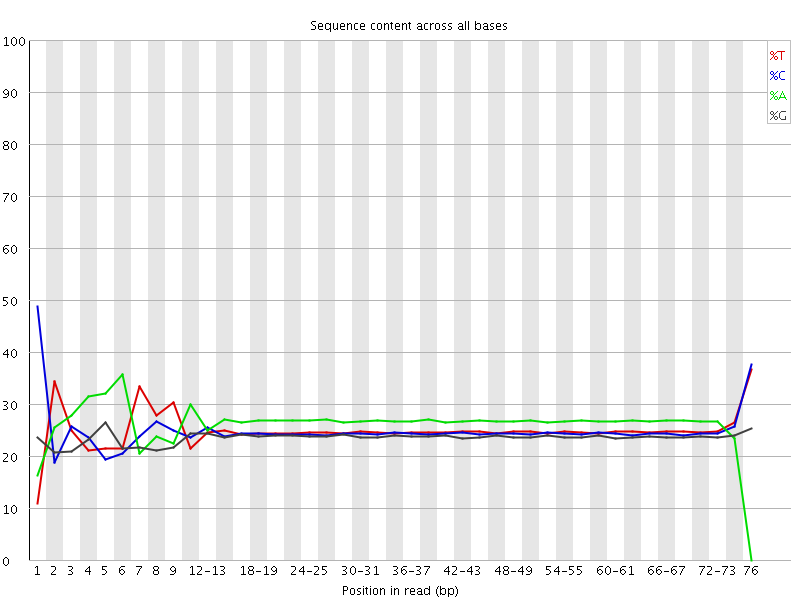 Sequence content across all bases
100
90
80
70
60
50
40
30
20
10
0
%T
%C
%A
%G
1 2 3 4 5 6 7 8 9 12-13 18-19 24-25 30-31 36-37 42-43 48-49 54-55 60-61 66-67 72-73 76
Position in read (bp)